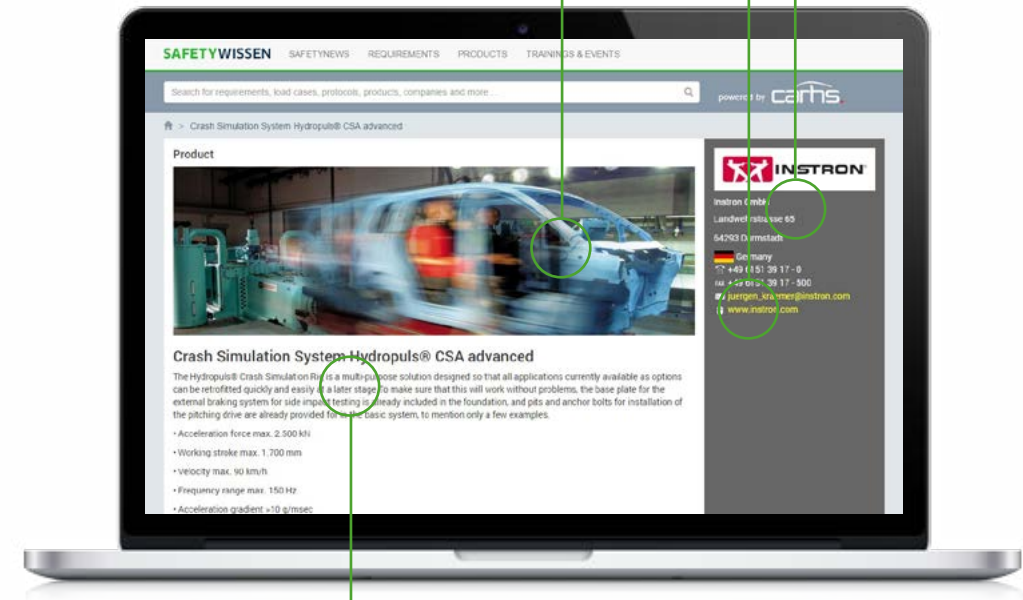 SAFETYWISSEN SAFETYNEWS REQUIREMENTS PRODUCTS TRAININGS & EVENTS
Search for requirements, load cases, protocols, products, companies and more ...
powered by carhs.
> Crash Simulation System Hydropuls® CSA advanced
Product
INSTRON
Instron GmbH
Landwehrstrasse 65
64293 Darmstadt
Germany
+49 6151 39 17 - 0
+49 6151 39 17 - 500
juergen_kraemer@instron.com
www.instron.com
Crash Simulation System Hydropuls® CSA advanced
The Hydropuls® Crash Simulation Rig is a multi-purpose solution designed so that all applications currently available as options
can be retrofitted quickly and easily at a later stage. To make sure that this will work without problems, the base plate for the
external braking system for side impact testing is already included in the foundation, and pits and anchor bolts for installation of
the pitching drive are already provided for in the basic system, to mention only a few examples.
• Acceleration force max. 2.500 kN
• Working stroke max. 1.700 mm
• Velocity max. 90 km/h
• Frequency range max. 150 Hz
• Acceleration gradient >10 g/msec